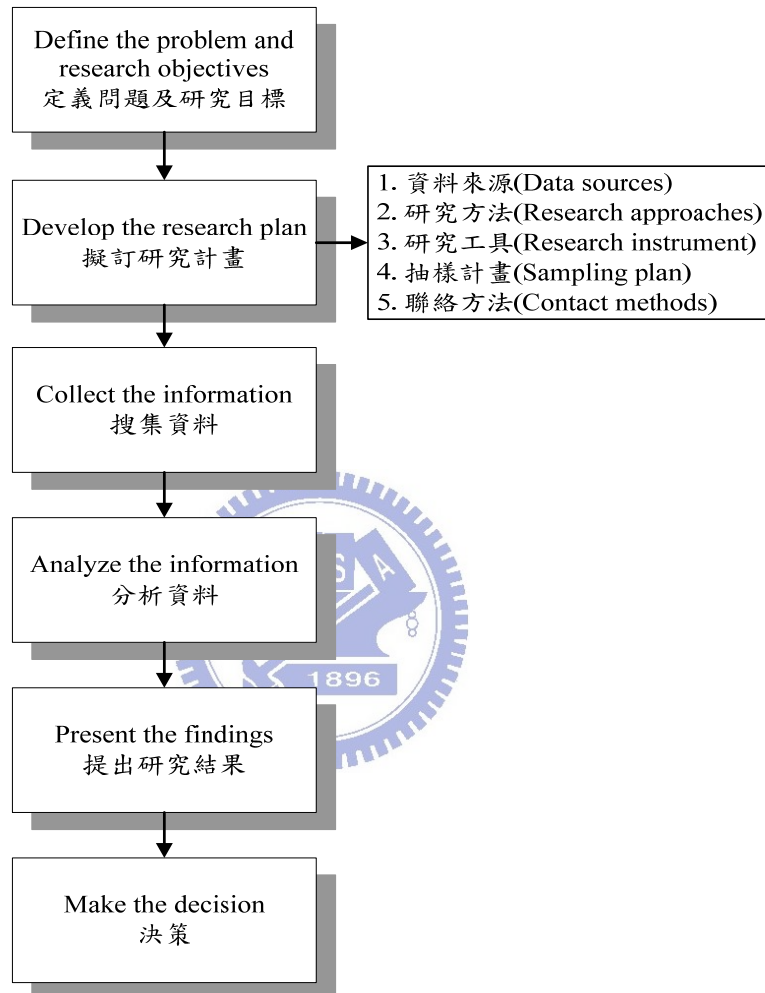 Define the problem and
research objectives
定義問題及研究目標
Develop the research plan
擬訂研究計畫
1. 資料來源(Data sources)
2. 研究方法(Research approaches)
3. 研究工具(Research instrument)
4. 抽樣計畫(Sampling plan)
5. 聯絡方法(Contact methods)
Collect the information
搜集資料
Analyze the information
分析資料
S
A
1896
Present the findings
提出研究結果
Make the decision
決策